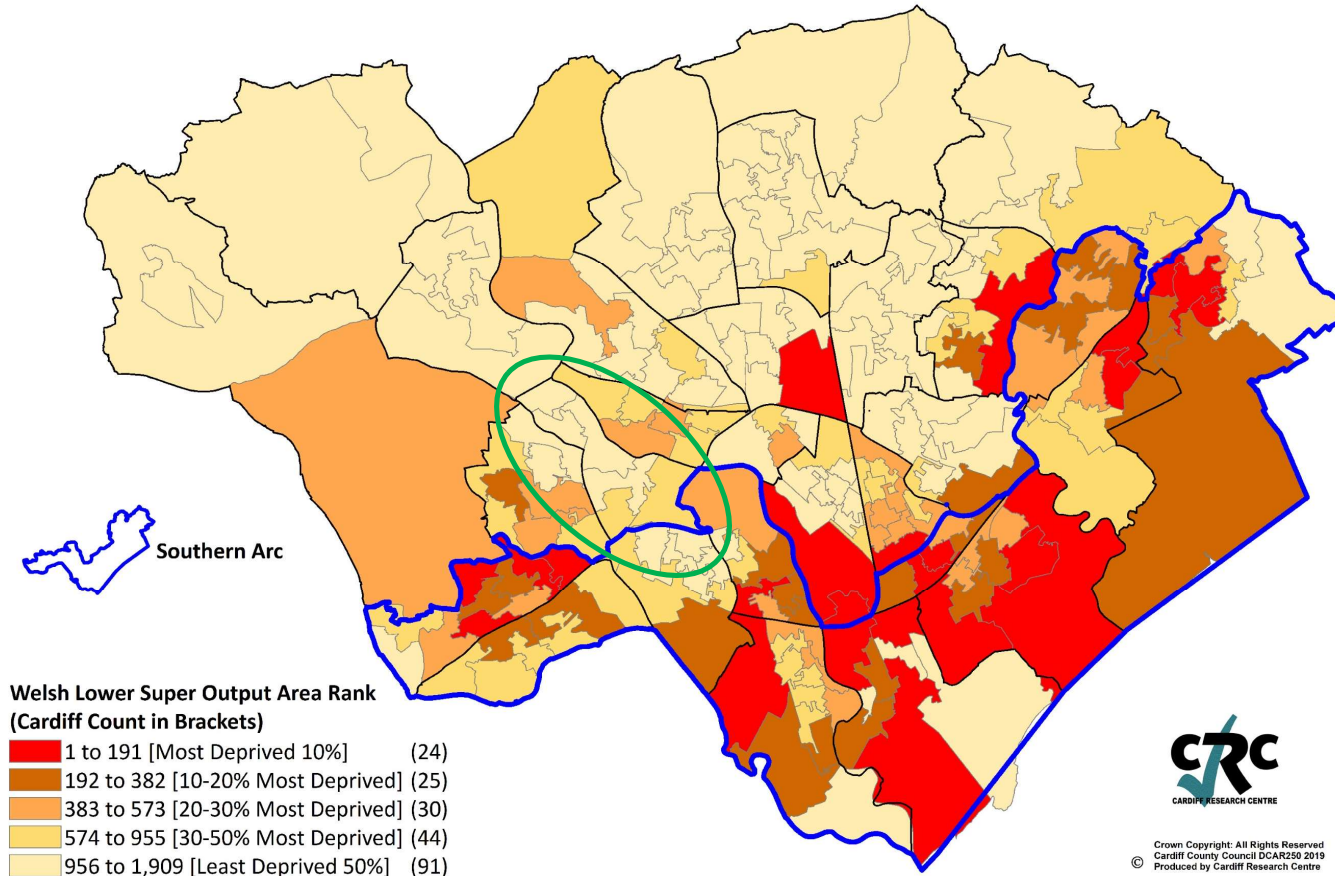 Southern Arc
Welsh Lower Super Output Area Rank
(Cardiff Count in Brackets)
1 to 191 [Most Deprived 10%] (24)
192 to 382 [10-20% Most Deprived] (25)
383 to 573 [20-30% Most Deprived] (30)
574 to 955 [30-50% Most Deprived] (44)
956 to 1,909 [Least Deprived 50%] (91)
CRC
CARDIFF RESEARCH CENTRE
Crown Copyright: All Rights Reserved
Cardiff County Council DCAR250 2019
© Produced by Cardiff Research Centre